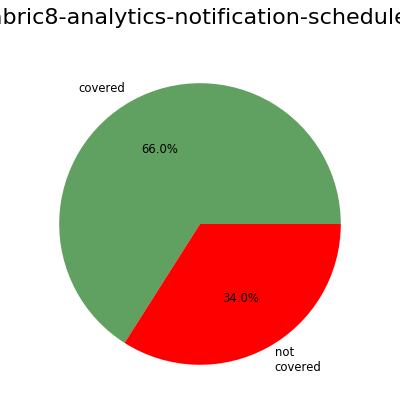 abric8-analytics-notification-schedule
covered
66.0%
34.0%
not
covered